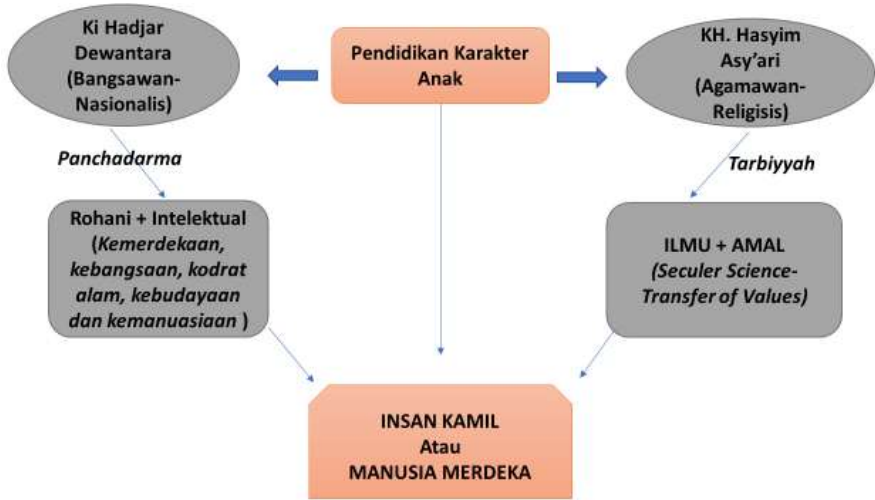 Ki Hadjar
Dewantara
(Bangsawan-
Nasionalis)
Pendidikan Karakter
Anak
KH. Hasyim
Asy'ari
(Agamawan-
Religisis)
Panchadarma
Tarbiyyah
Rohani + Intelektual
(Kemerdekaan,
kebangsaan, kodrat
alam, kebudayaan
dan kemanuasiaan )
ILMU + AMAL
(Seculer Science-
Transfer of Values)
INSAN KAMIL
Atau
MANUSIA MERDEKA